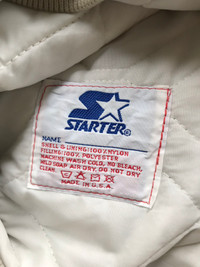 STARTER®
NAME:
SHELL & LINING: 100% NYLON
FILLING: 100% POLYESTER
MACHINE WASH COLD, NO BLEACH,
MILD SOAP AIR DRY, DO NOT DRY
CLEAN.
MADE IN U.S.A.